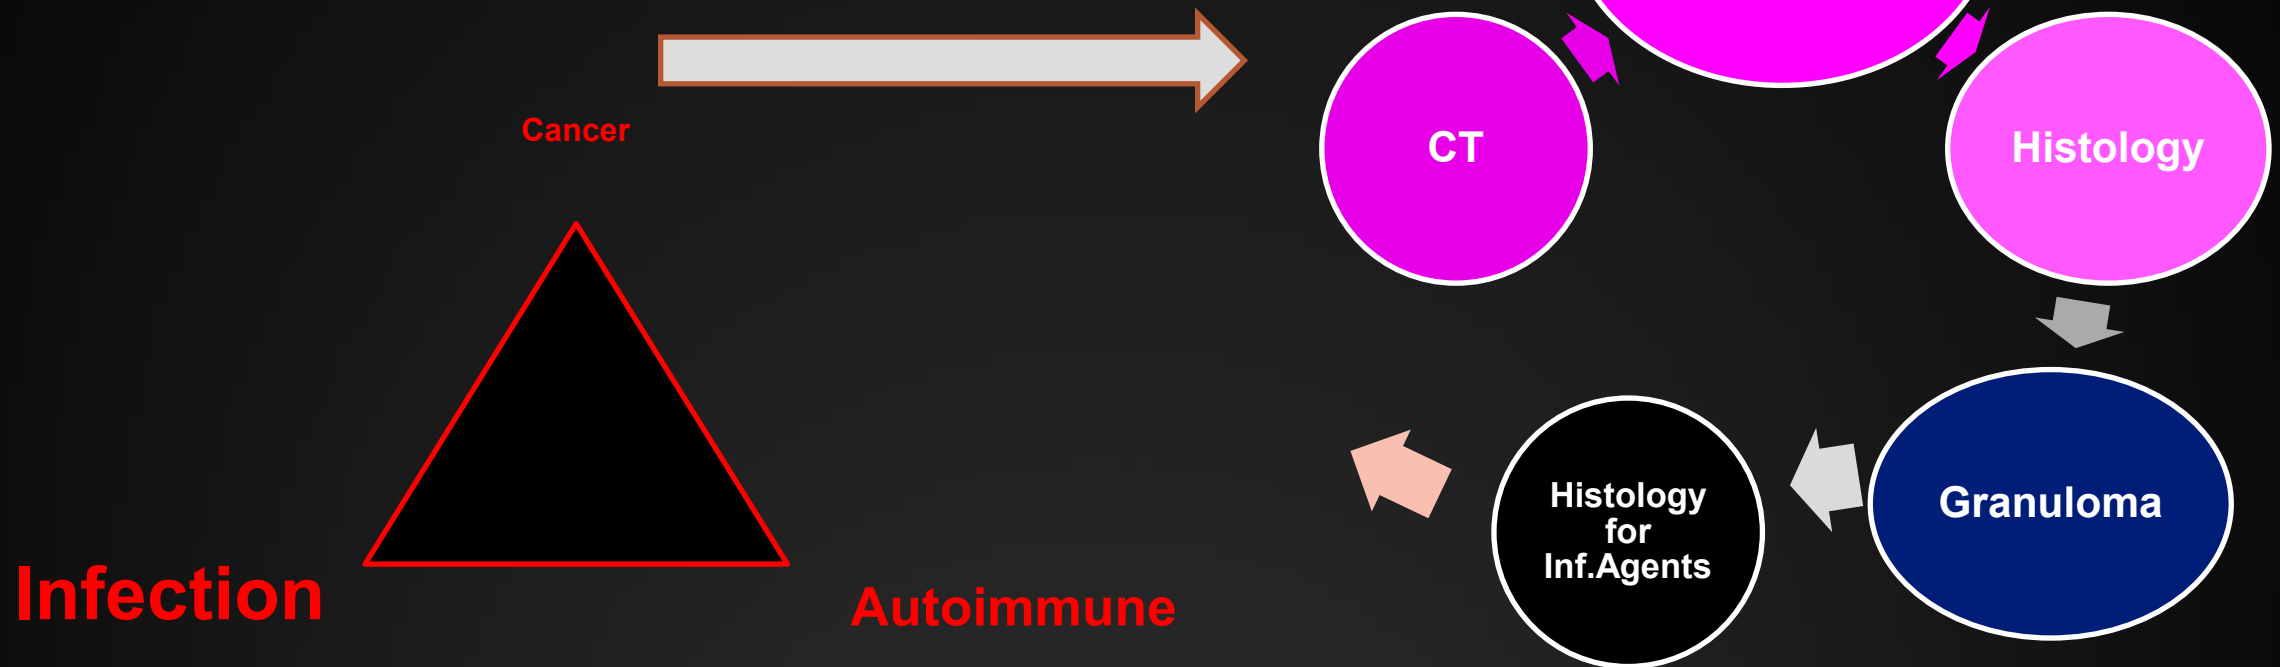 Cancer
CT
Histology
Granuloma
Histology
for
Inf.Agents
Infection
Autoimmune